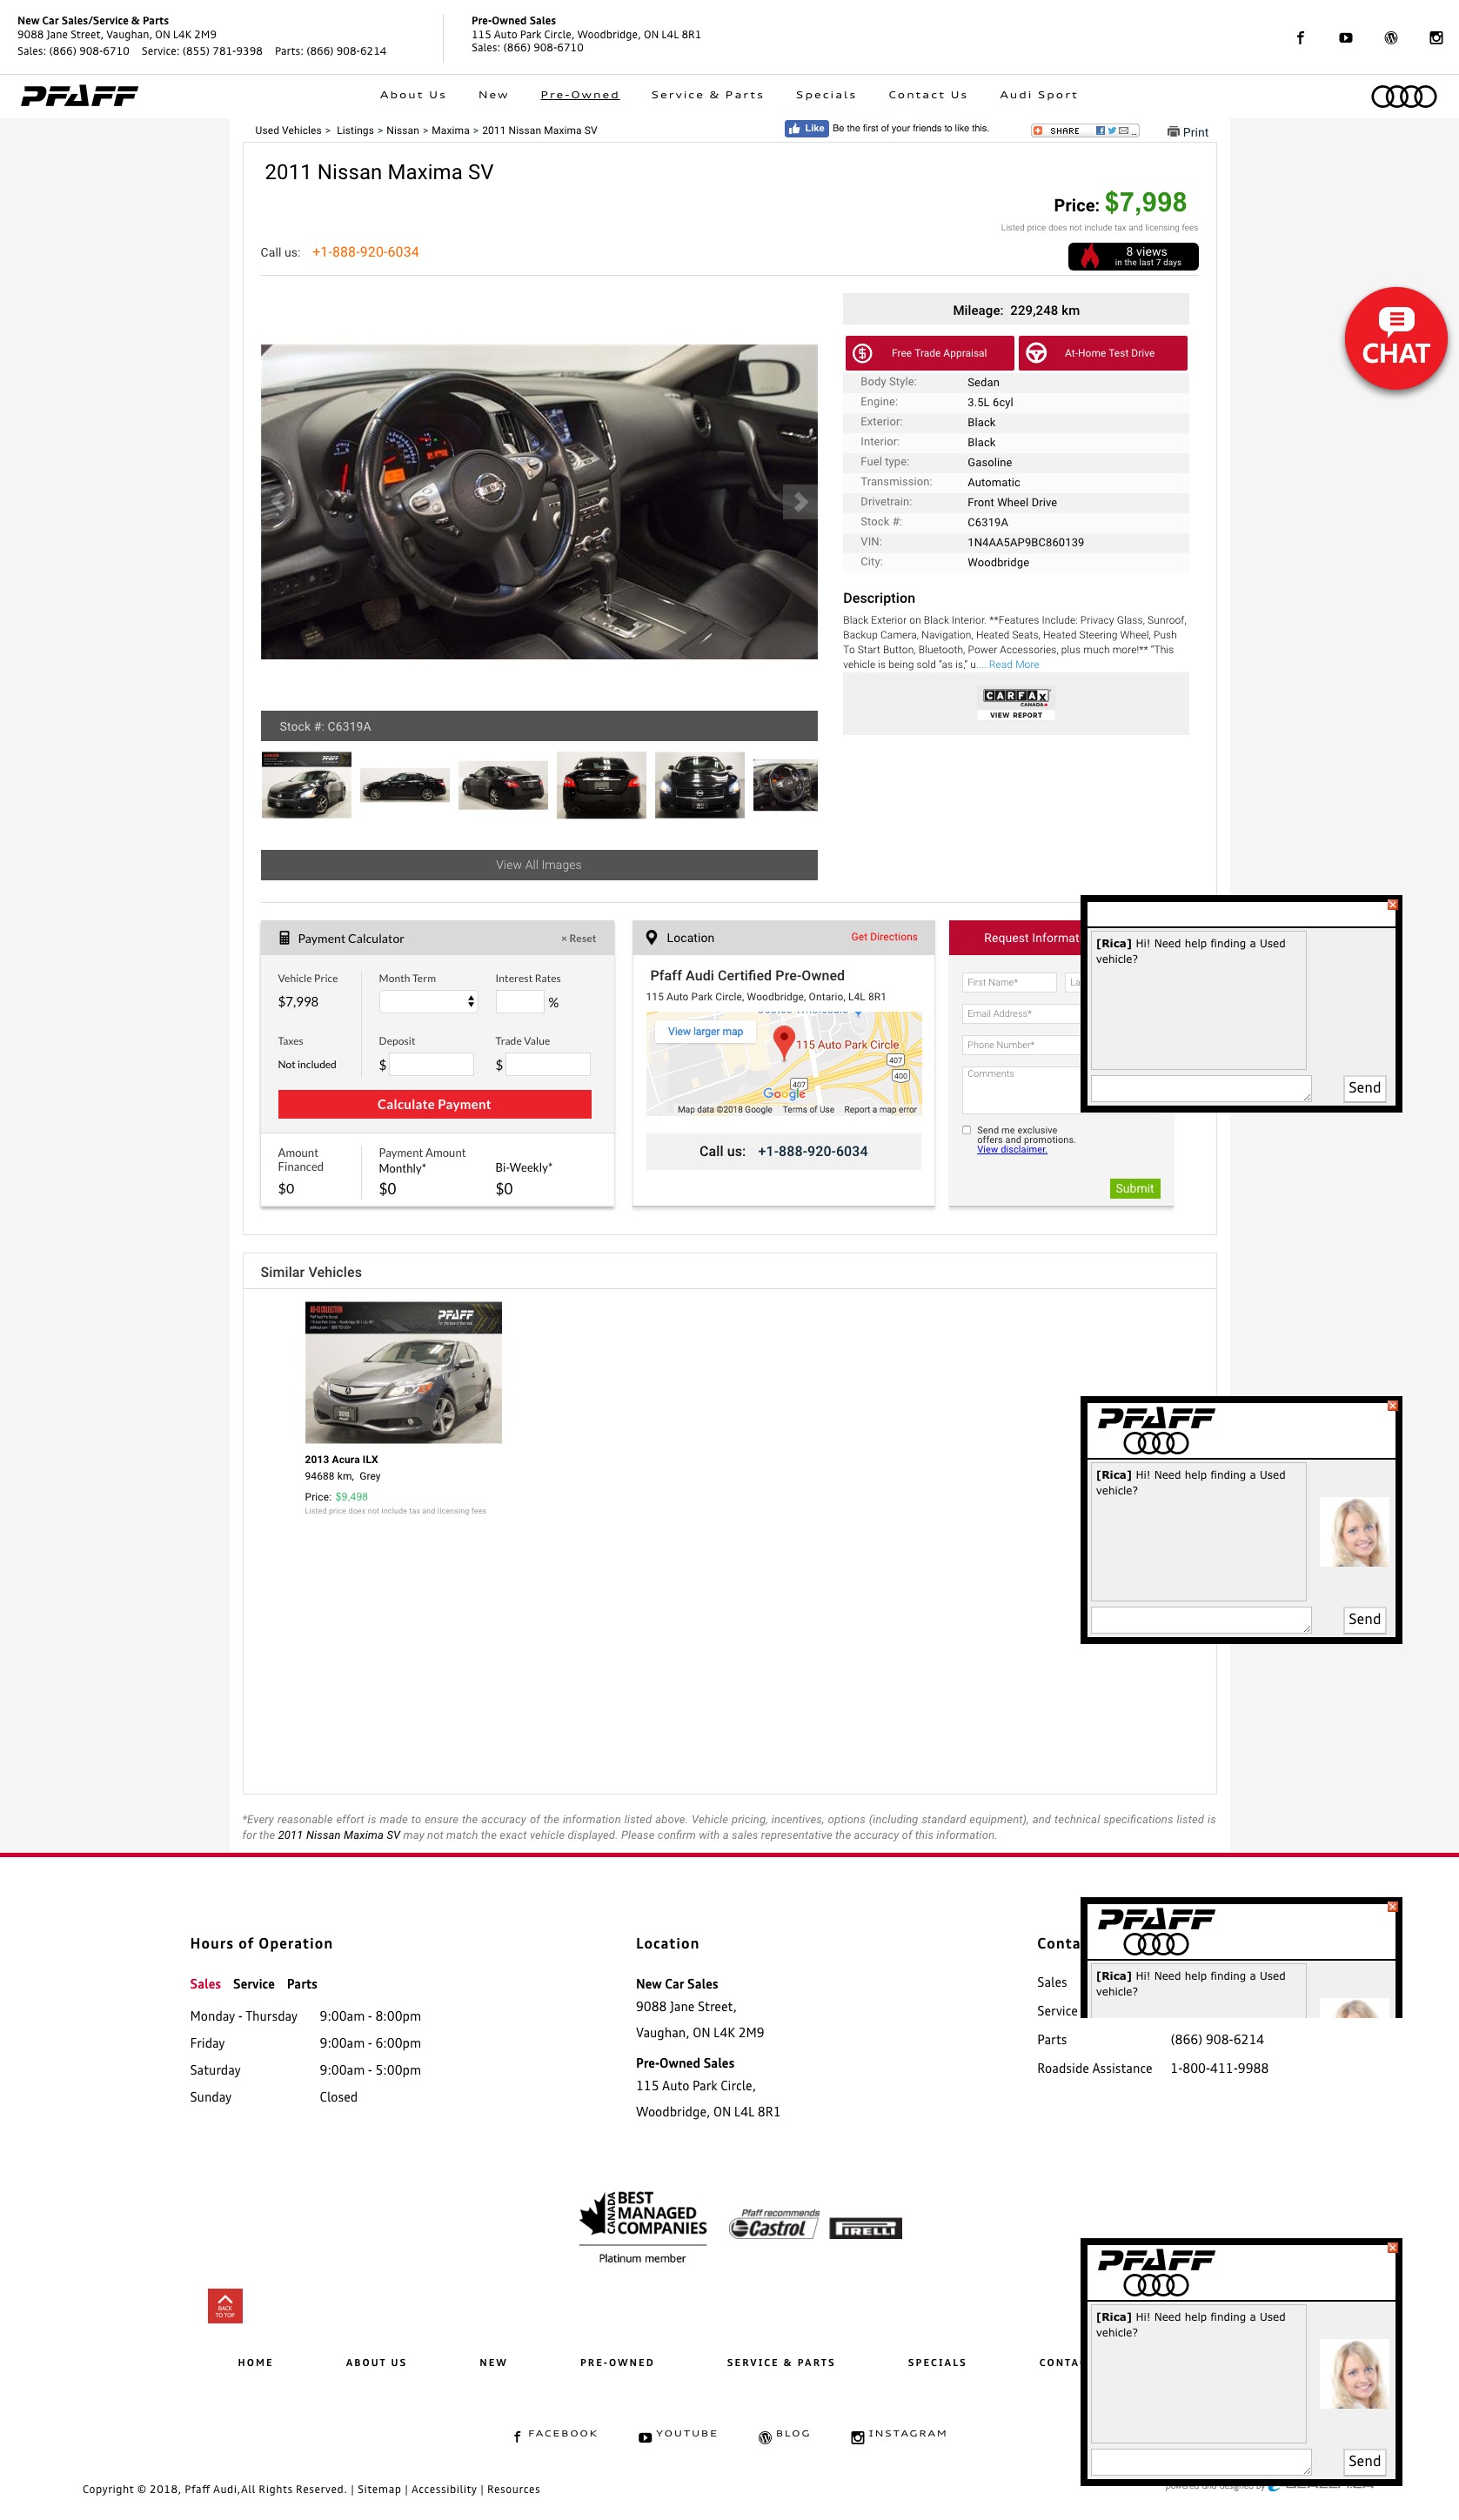 New Car Sales/Service & Parts
9088 Jane Street, Vaughan, ON L4K 2M9
Sales: (866) 908-6710 Service: (855) 781-9398 Parts: (866) 908-6214
Pre-Owned Sales
115 Auto Park Circle, Woodbridge, ON L4L 8R1
Sales: (866) 908-6710
PFAFF
About Us New Pre-Owned Service & Parts Specials Contact Us Audi Sport
Used Vehicles > Listings > Nissan > Maxima > 2011 Nissan Maxima SV
Like Be the first of your friends to like this.
SHARE
Print
2011 Nissan Maxima SV
Price: $7,998
Listed price does not include tax and licensing fees
Call us: +1-888-920-6034
8 views
in the last 7 days
CHAT
Mileage: 229,248 km
Free Trade Appraisal
At-Home Test Drive
Body Style: Sedan
Engine: 3.5L 6cyl
Exterior: Black
Interior: Black
Fuel type: Gasoline
Transmission: Automatic
Drivetrain: Front Wheel Drive
Stock #: C6319A
VIN: 1N4AA5AP9BC860139
City: Woodbridge
Description
Black Exterior on Black Interior. **Features Include: Privacy Glass, Sunroof,
Backup Camera, Navigation, Heated Seats, Heated Steering Wheel, Push
To Start Button, Bluetooth, Power Accessories, plus much more!** "This
vehicle is being sold "as is," u.....Read More
CARFAX
CANADA
VIEW REPORT
Stock #: C6319A
View All Images
Payment Calculator × Reset
Vehicle Price Month Term Interest Rates
$7,998 %
Taxes Deposit Trade Value
Not included $ $
Calculate Payment
Amount Financed
$0
Payment Amount
Monthly* Bi-Weekly*
$0 $0
Location Get Directions
Pfaff Audi Certified Pre-Owned
115 Auto Park Circle, Woodbridge, Ontario, L4L 8R1
View larger map
115 Auto Park Circle
407
400
407
Google
Map data ©2018 Google Terms of Use Report a map error
Call us: +1-888-920-6034
Request Informat
First Name* La
Email Address*
Phone Number*
Comments
Send me exclusive
offers and promotions.
View disclaimer.
Submit
[Rica] Hi! Need help finding a Used
vehicle?
Send
Similar Vehicles
AS-IS COLLECTION
PFAFF
2013 Acura ILX
94688 km, Grey
Price: $9,498
Listed price does not include tax and licensing fees
PFAFF
[Rica] Hi! Need help finding a Used
vehicle?
Send
*Every reasonable effort is made to ensure the accuracy of the information listed above. Vehicle pricing, incentives, options (including standard equipment), and technical specifications listed is
for the 2011 Nissan Maxima SV may not match the exact vehicle displayed. Please confirm with a sales representative the accuracy of this information.
Hours of Operation
Sales Service Parts
Monday - Thursday 9:00am - 8:00pm
Friday 9:00am - 6:00pm
Saturday 9:00am - 5:00pm
Sunday Closed
Location
New Car Sales
9088 Jane Street,
Vaughan, ON L4K 2M9
Pre-Owned Sales
115 Auto Park Circle,
Woodbridge, ON L4L 8R1
Conta
Sales
Service
Parts (866) 908-6214
Roadside Assistance 1-800-411-9988
PFAFF
[Rica] Hi! Need help finding a Used
vehicle?
CANADA
BEST
MANAGED
COMPANIES
Platinum member
Pfaff recommends
Castrol
PIRELLI
BACK
TO TOP
HOME ABOUT US NEW PRE-OWNED SERVICE & PARTS SPECIALS CONTA
PFAFF
[Rica] Hi! Need help finding a Used
vehicle?
Send
FACEBOOK YOUTUBE BLOG INSTAGRAM
Copyright © 2018, Pfaff Audi,All Rights Reserved. | Sitemap | Accessibility | Resources
powered and designed by